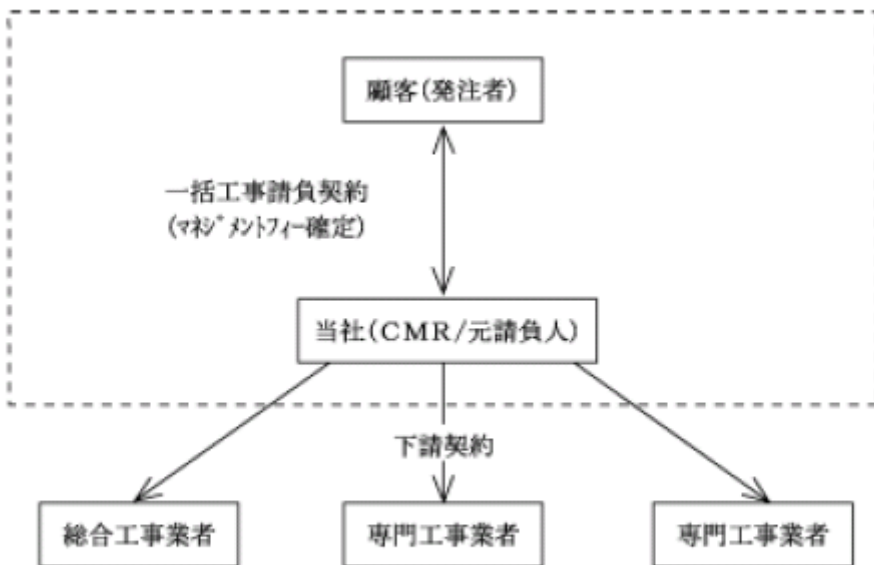 顧客(発注者)
一括工事請負契約
(ﾏﾈｼﾞﾒﾝﾄﾌｨｰ確定)
当社(CMR/元請負人)
下請契約
総合工事業者
専門工事業者
専門工事業者